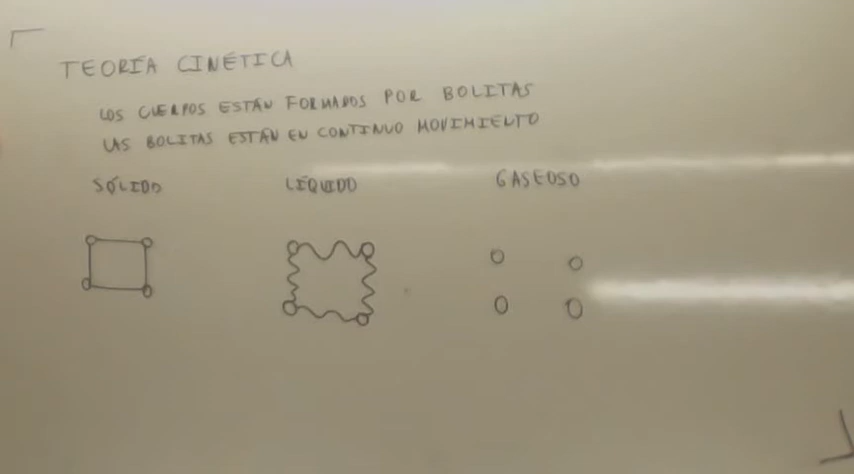 TEORÍA CINÉTICA
LOS CUERPOS ESTÁN FORMADOS POR BOLITAS
LAS BOLITAS ESTÁN EN CONTINUO MOVIMIENTO
SÓLIDO LÍQUIDO GASEOSO